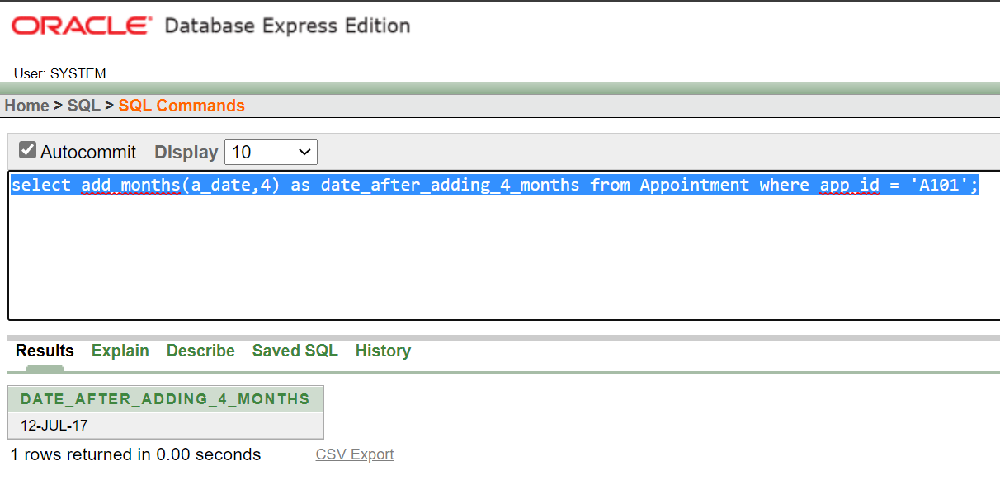 ORACLE® Database Express Edition
User: SYSTEM
Home > SQL > SQL Commands
Autocommit Display 10
select add_months(a_date,4) as date_after_adding_4_months from Appointment where app_id = 'A101';
Results Explain Describe Saved SQL History
DATE_AFTER_ADDING_4_MONTHS
12-JUL-17
1 rows returned in 0.00 seconds CSV Export